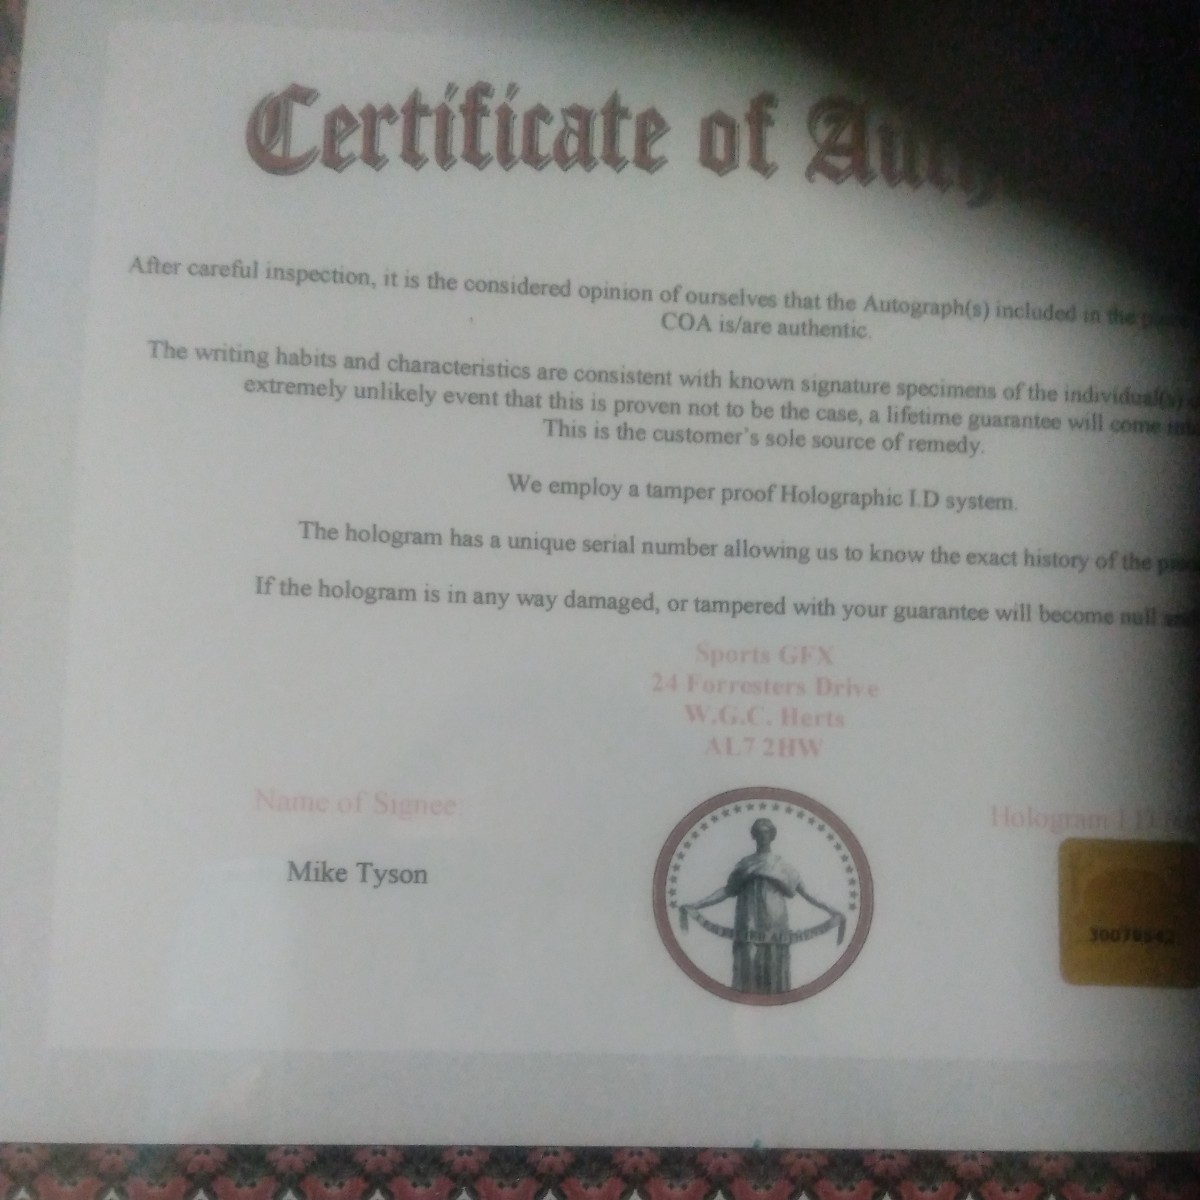 Certificate of
After careful inspection, it is the considered opinion of ourselves that the Autograph(s) included in the
COA is/are authentic.
The writing habits and characteristics are consistent with known signature specimens of the individual(s)
extremely unlikely event that this is proven not to be the case, a lifetime guarantee will come
This is the customer's sole source of remedy.
We employ a tamper proof Holographic I.D system.
The hologram has a unique serial number allowing us to know the exact history of the
If the hologram is in any way damaged, or tampered with your guarantee will become null
Sports GFX
24 Forresters Drive
W.G.C. Herts
AL7 2HW
Name of Signee:
Hologram I.D
Mike Tyson